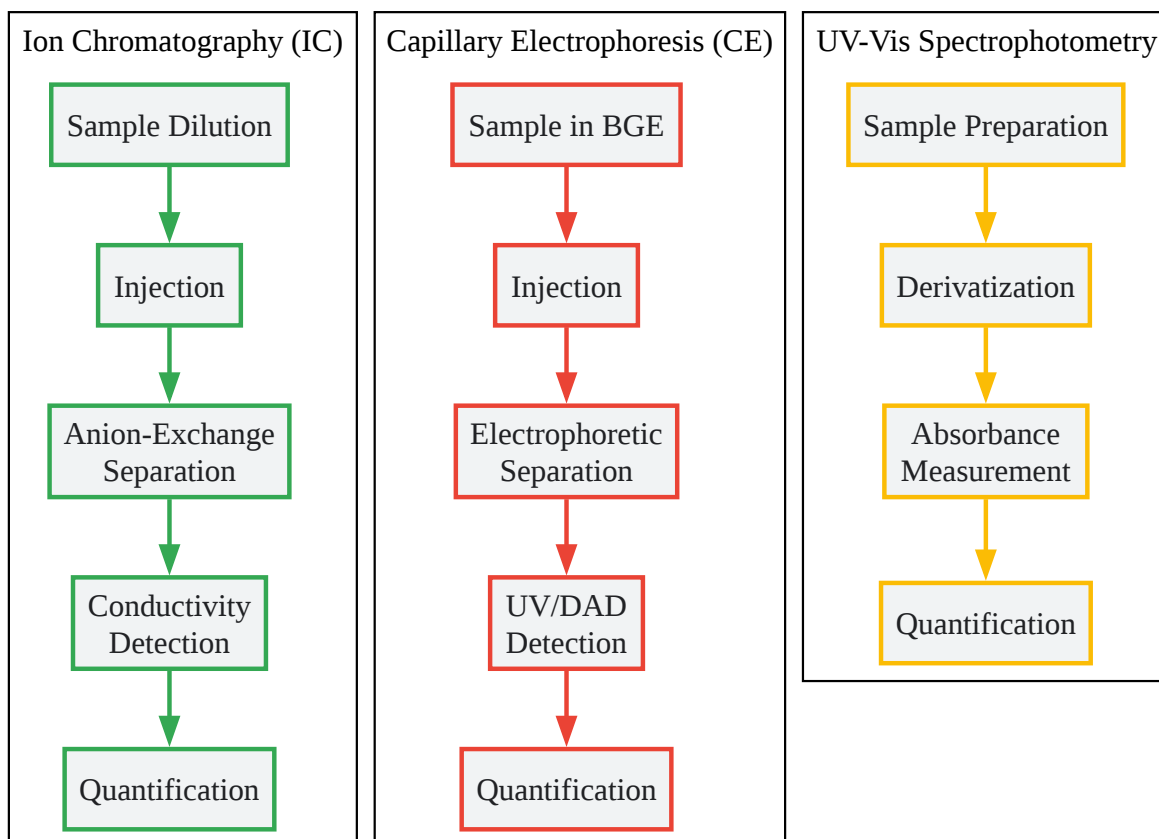 Ion Chromatography (IC)
Sample Dilution
Injection
Anion-Exchange
Separation
Conductivity
Detection
Quantification
Capillary Electrophoresis (CE)
Sample in BGE
Injection
Electrophoretic
Separation
UV/DAD
Detection
Quantification
UV-Vis Spectrophotometry
Sample Preparation
Derivatization
Absorbance
Measurement
Quantification